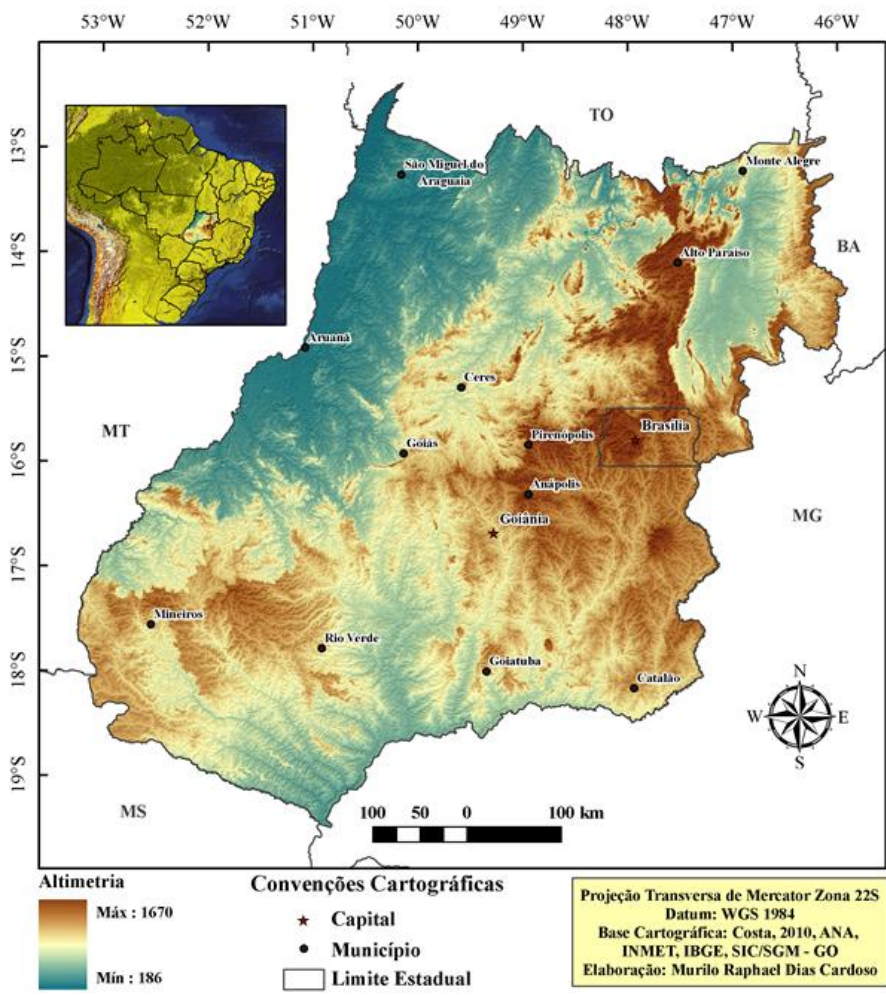 53°W 52°W 51°W 50°W 49°W 48°W 47°W 46°W
TO
13°S
São Miguel do
Araguaia
Monte Alegre
14°S
Alto Paraíso
BA
15°S
Aruanã
Ceres
MT
Brasília
Pirenópolis
Goiás
16°S
Anápolis
Goiânia
MG
17°S
Mineiros
Rio Verde
Goiatuba
18°S
Catalão
N
W E
S
19°S
MS
100 50 0 100 km
Altimetria
Máx : 1670
Mín : 186
Convenções Cartográficas
Capital
Município
Limite Estadual
Projeção Transversa de Mercator Zona 22S
Datum: WGS 1984
Base Cartográfica: Costa, 2010, ANA,
INMET, IBGE, SIC/SGM - GO
Elaboração: Murilo Raphael Dias Cardoso